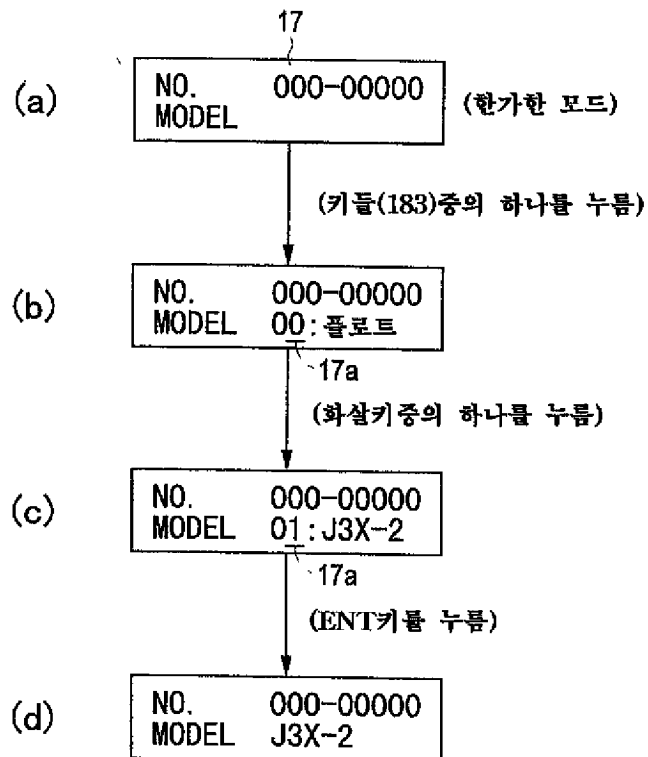 17
(a)
NO. 000-00000
MODEL
(한가한 모드)
(키들(183)중의 하나를 누름)
(b)
NO. 000-00000
MODEL 00:플로트
17a
(화살키중의 하나를 누름)
(c)
NO. 000-00000
MODEL 01:J3X-2
17a
(ENT키를 누름)
(d)
NO. 000-00000
MODEL J3X-2